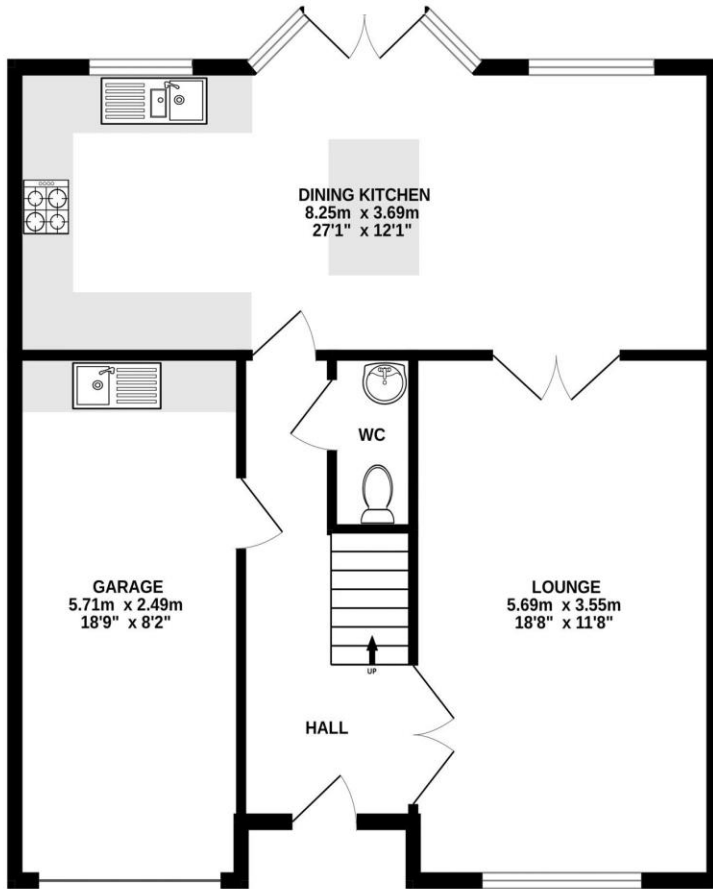 DINING KITCHEN
8.25m x 3.69m
27'1" x 12'1"
WC
GARAGE
5.71m x 2.49m
18'9" x 8'2"
LOUNGE
5.69m x 3.55m
18'8" x 11'8"
UP
HALL